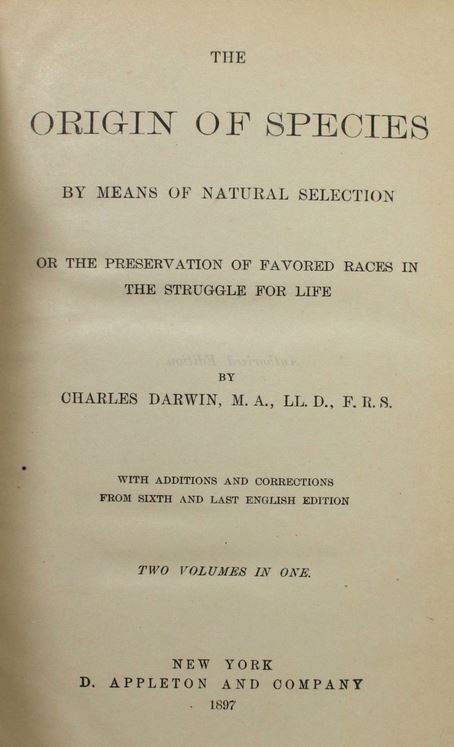 THE
ORIGIN OF SPECIES
BY MEANS OF NATURAL SELECTION
OR THE PRESERVATION OF FAVORED RACES IN
THE STRUGGLE FOR LIFE
Authorized Edition.
BY
CHARLES DARWIN, M. A., LL. D., F. R. S.
WITH ADDITIONS AND CORRECTIONS
FROM SIXTH AND LAST ENGLISH EDITION
TWO VOLUMES IN ONE.
NEW YORK
D. APPLETON AND COMPANY
1897